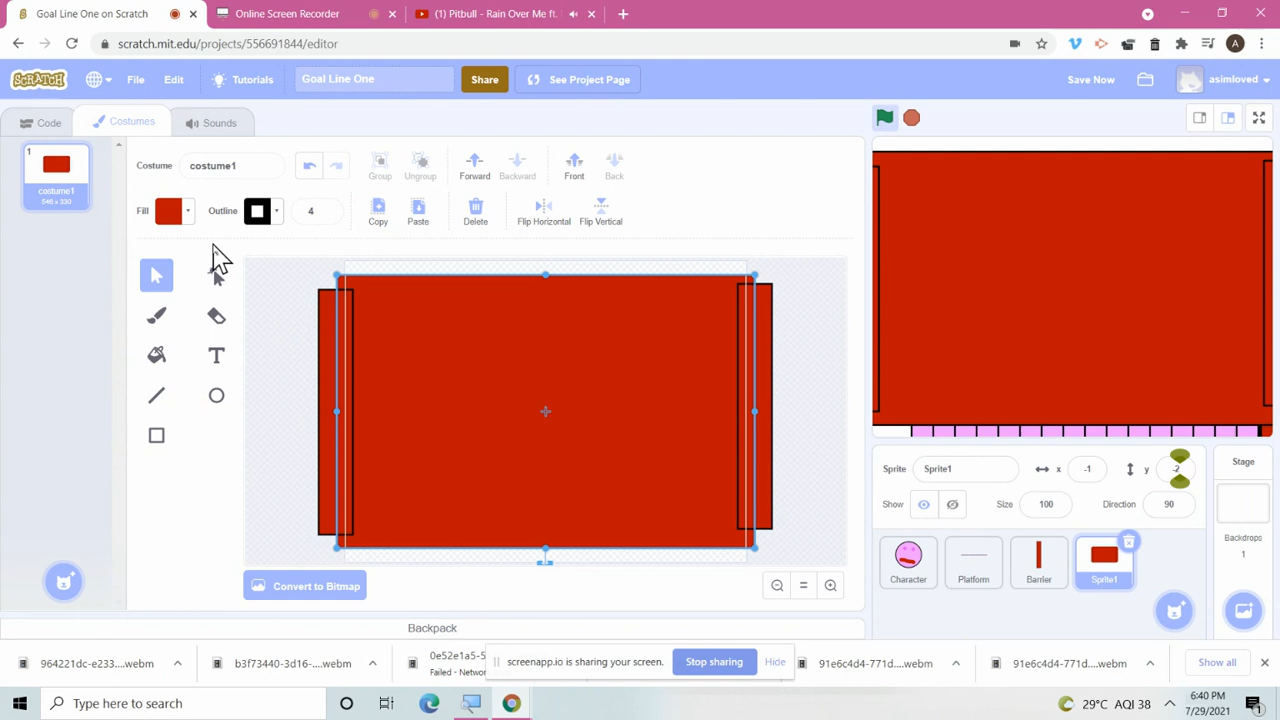 Goal Line One on Scratch
Online Screen Recorder
(1) Pitbull - Rain Over Me ft.
scratch.mit.edu/projects/556691844/editor
A
SCRATCH
File
Edit
Tutorials
Goal Line One
Share
See Project Page
Save Now
asimloved
Code
Costumes
Sounds
1
costume1
546 x 330
Costume
costume1
Group
Ungroup
Forward
Backward
Front
Back
Fill
Outline
4
Copy
Paste
Delete
Flip Horizontal
Flip Vertical
T
Convert to Bitmap
Backpack
Sprite
Sprite1
x
-1
y
-2
Show
Size
100
Direction
90
Stage
Backdrops
1
Character
Platform
Barrier
Sprite1
964221dc-e233....webm
b3f73440-3d16-....webm
0e52e1a5-5
Failed - Networ
screenapp.io is sharing your screen.
Stop sharing
Hide
91e6c4d4-771d....webm
91e6c4d4-771d....webm
Show all
Type here to search
29°C AQI 38
6:40 PM
7/29/2021
1